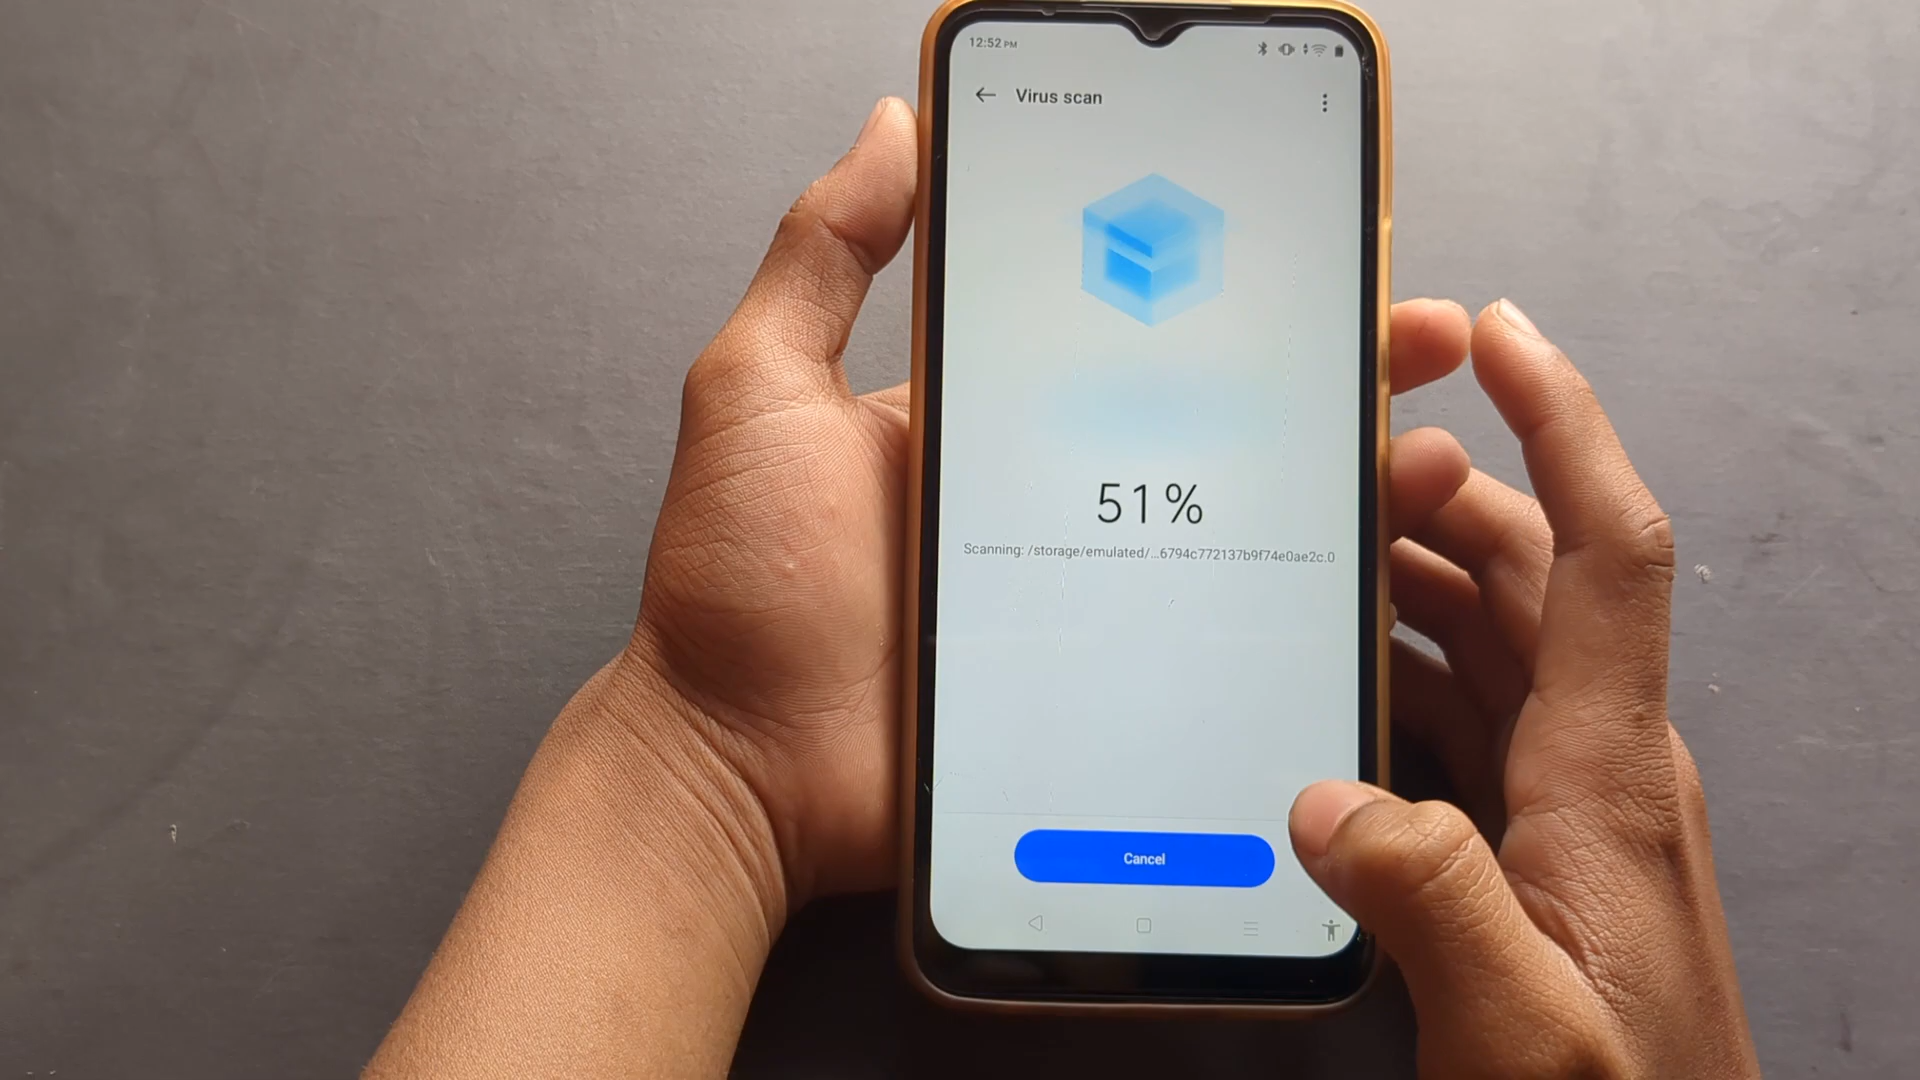 12:52 PM
Virus scan
51%
Scanning: /storage/emulated/...6794c772137b9f74e0ae2c.0
Cancel